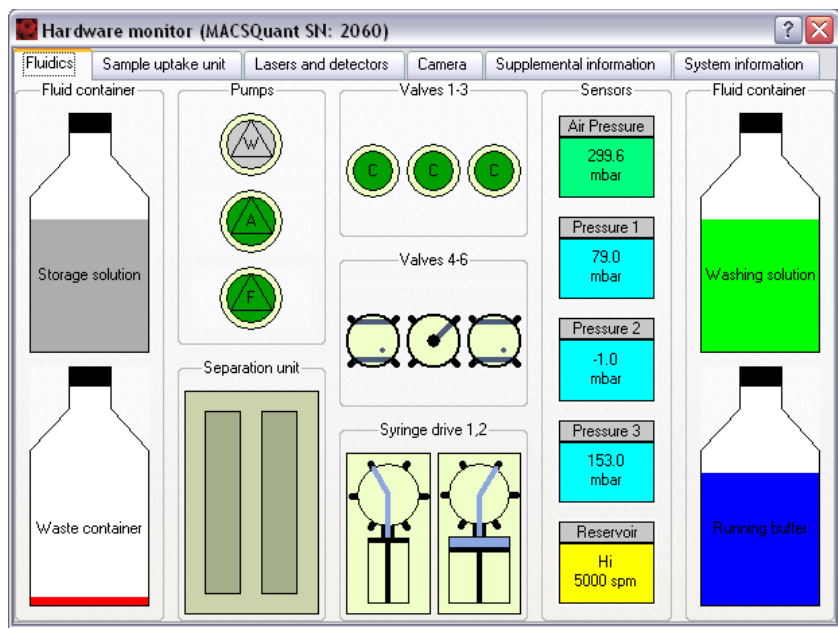 Hardware monitor (MACSQuant SN: 2060)
Fluidics
Sample uptake unit
Lasers and detectors
Camera
Supplemental information
System information
Fluid container
Storage solution
Waste container
Pumps
W
A
F
Separation unit
Valves 1-3
C C C
Valves 4-6
Syringe drive 1,2
Sensors
Air Pressure
299.6
mbar
Pressure 1
79.0
mbar
Pressure 2
-1.0
mbar
Pressure 3
153.0
mbar
Reservoir
Hi
5000 spm
Fluid container
Washing solution
Running buffer